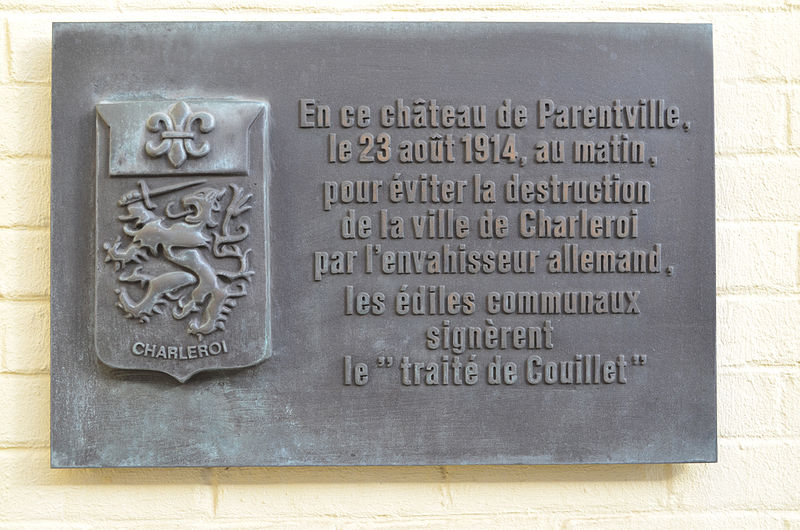 CHARLEROI
En ce château de Parentville,
le 23 août 1914, au matin,
pour éviter la destruction
de la ville de Charleroi
par l'envahisseur allemand,
les édiles communaux
signèrent
le "traité de Couillet"